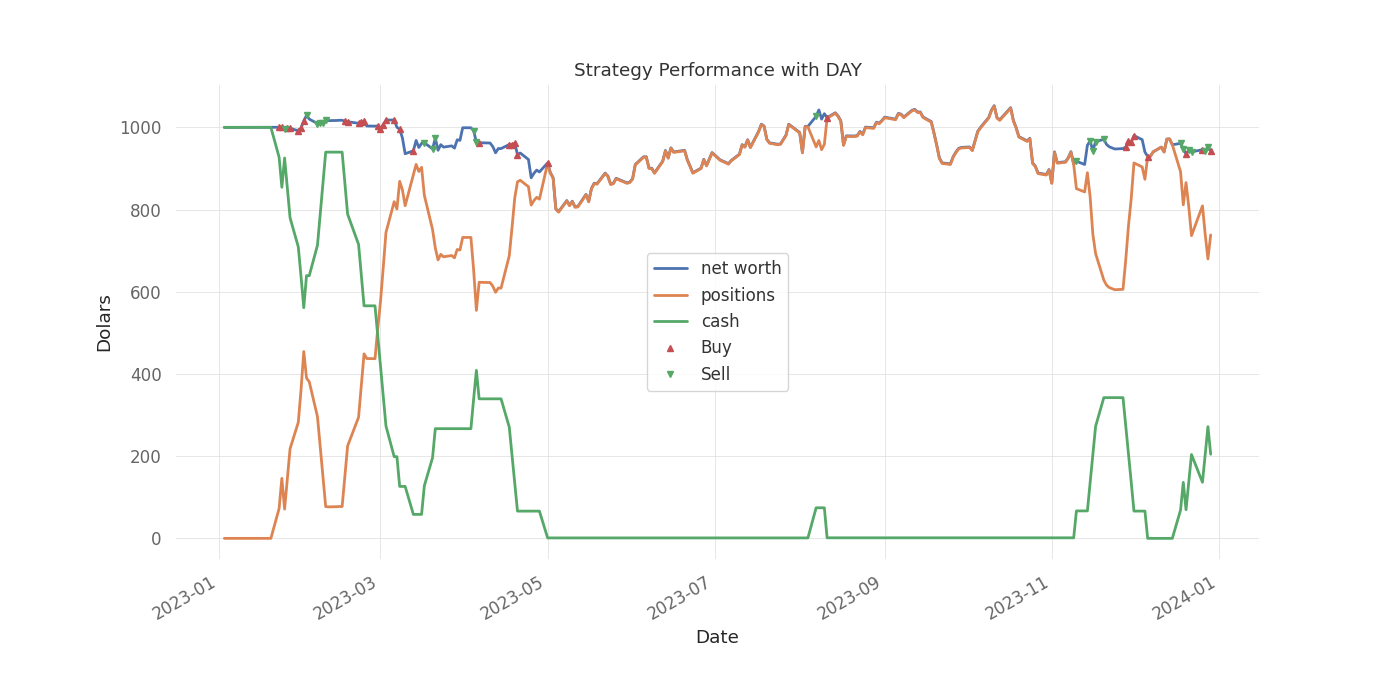 Strategy Performance with DAY
Dolars
1000
800
600
400
200
0
net worth
positions
cash
Buy
Sell
2023-01
2023-03
2023-05
2023-07
2023-09
2023-11
2024-01
Date